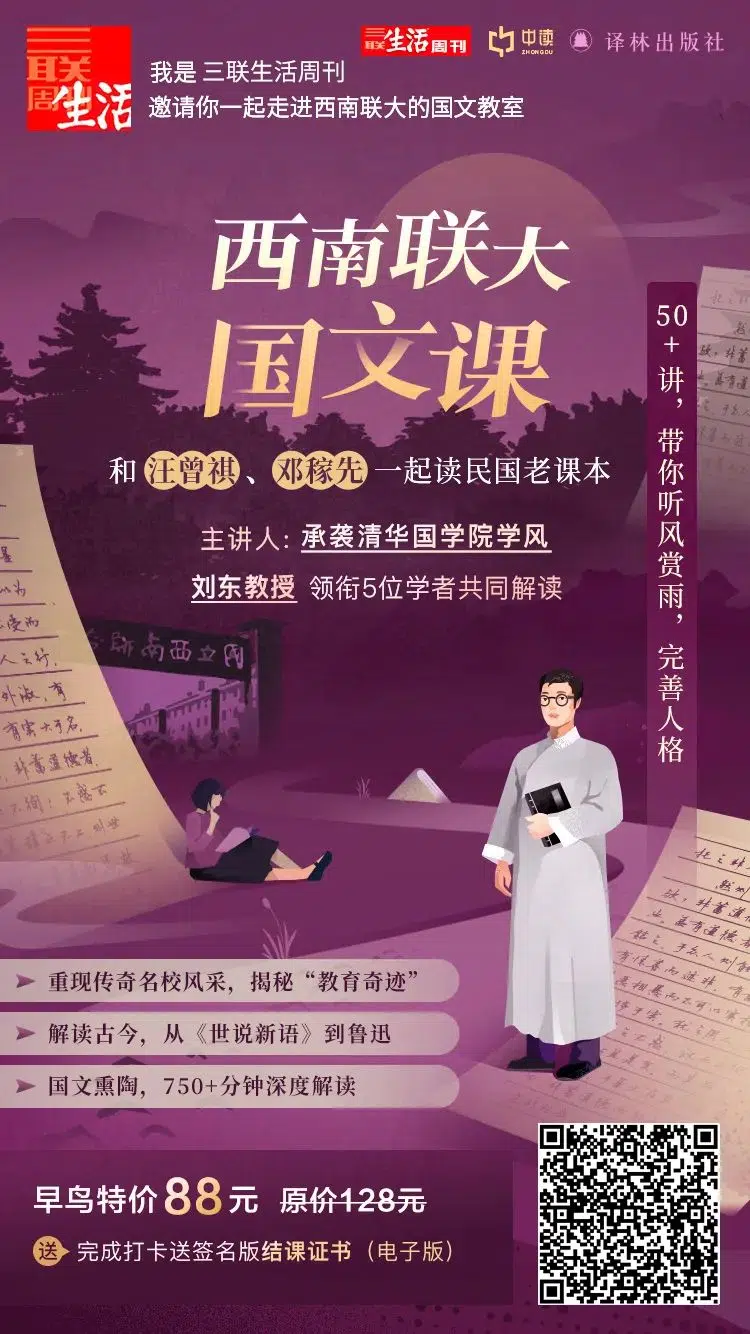 三联生活周刊
我是 三联生活周刊
邀请你一起走进西南联大的国文教室
三联生活周刊 中读 ZHONGDU 译林出版社
西南联大
国文课
和 汪曾祺、邓稼先 一起读民国老课本
主讲人: 承袭清华国学院学风
刘东教授 领衔5位学者共同解读
50+讲，带你听风赏雨，完善人格
重现传奇名校风采，揭秘“教育奇迹”
解读古今，从《世说新语》到鲁迅
国文熏陶，750+分钟深度解读
早鸟特价88元 原价128元
送 完成打卡送签名版结课证书（电子版）